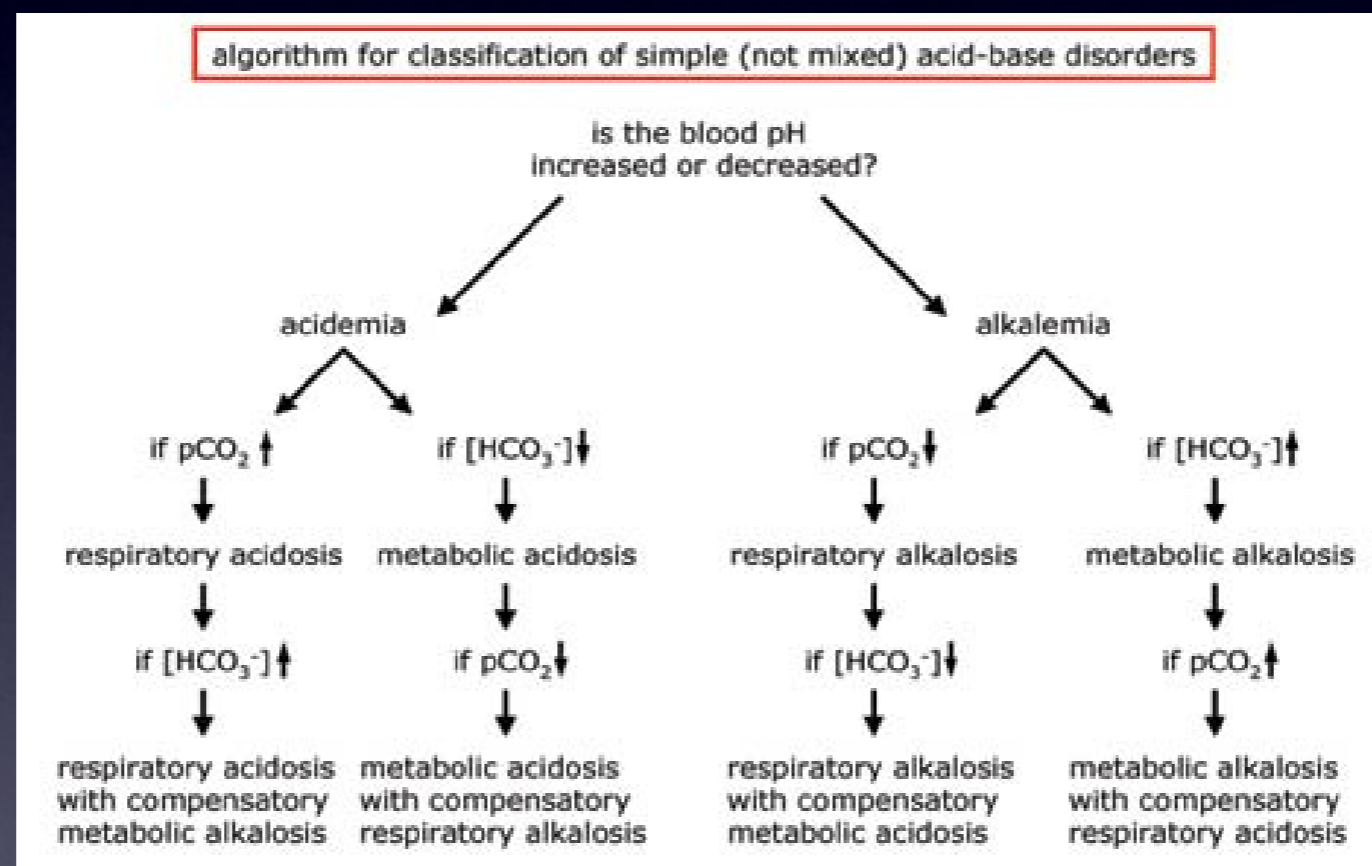 algorithm for classification of simple (not mixed) acid-base disorders
is the blood pH
increased or decreased?
acidemia
alkalemia
if pCO₂ ↑
if [HCO₃⁻]↓
if pCO₂↓
if [HCO₃⁻]↑
respiratory acidosis
metabolic acidosis
respiratory alkalosis
metabolic alkalosis
if [HCO₃⁻]↑
if pCO₂↓
if [HCO₃⁻]↓
if pCO₂↑
respiratory acidosis
with compensatory
metabolic alkalosis
metabolic acidosis
with compensatory
respiratory alkalosis
respiratory alkalosis
with compensatory
metabolic acidosis
metabolic alkalosis
with compensatory
respiratory acidosis